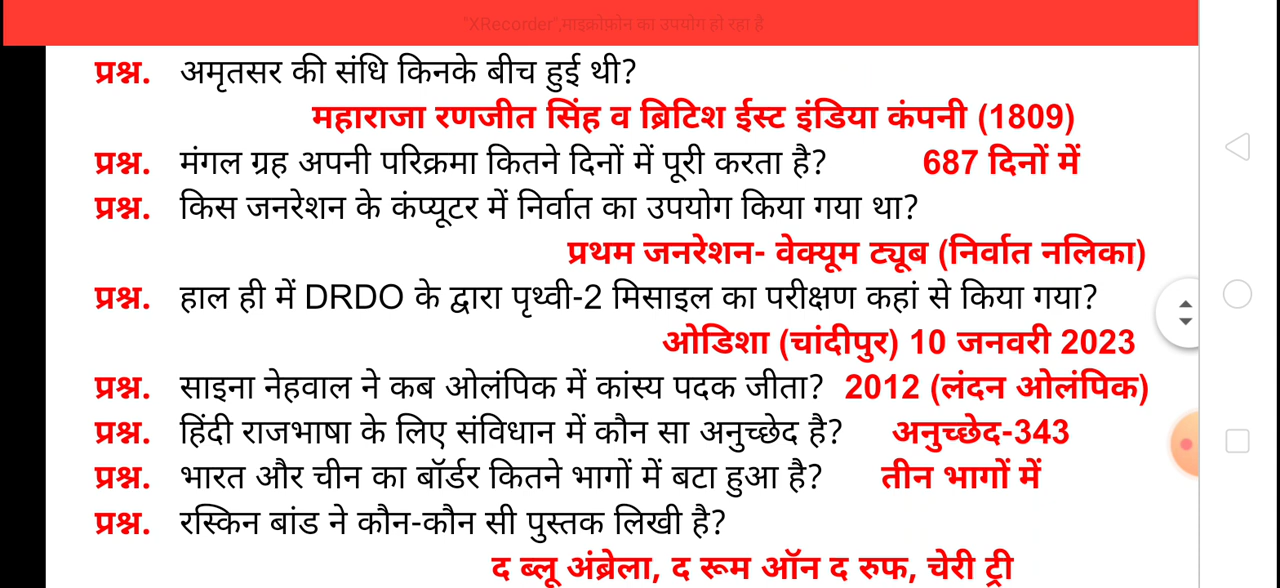 "XRecorder",माइक्रोफ़ोन का उपयोग हो रहा है
प्रश्न. अमृतसर की संधि किनके बीच हुई थी?
महाराजा रणजीत सिंह व ब्रिटिश ईस्ट इंडिया कंपनी (1809)
प्रश्न. मंगल ग्रह अपनी परिक्रमा कितने दिनों में पूरी करता है? 687 दिनों में
प्रश्न. किस जनरेशन के कंप्यूटर में निर्वात का उपयोग किया गया था?
प्रथम जनरेशन- वेक्यूम ट्यूब (निर्वात नलिका)
प्रश्न. हाल ही में DRDO के द्वारा पृथ्वी-2 मिसाइल का परीक्षण कहां से किया गया?
ओडिशा (चांदीपुर) 10 जनवरी 2023
प्रश्न. साइना नेहवाल ने कब ओलंपिक में कांस्य पदक जीता? 2012 (लंदन ओलंपिक)
प्रश्न. हिंदी राजभाषा के लिए संविधान में कौन सा अनुच्छेद है? अनुच्छेद-343
प्रश्न. भारत और चीन का बॉर्डर कितने भागों में बटा हुआ है? तीन भागों में
प्रश्न. रस्किन बांड ने कौन-कौन सी पुस्तक लिखी है?
द ब्लू अंब्रेला, द रूम ऑन द रुफ, चेरी ट्री